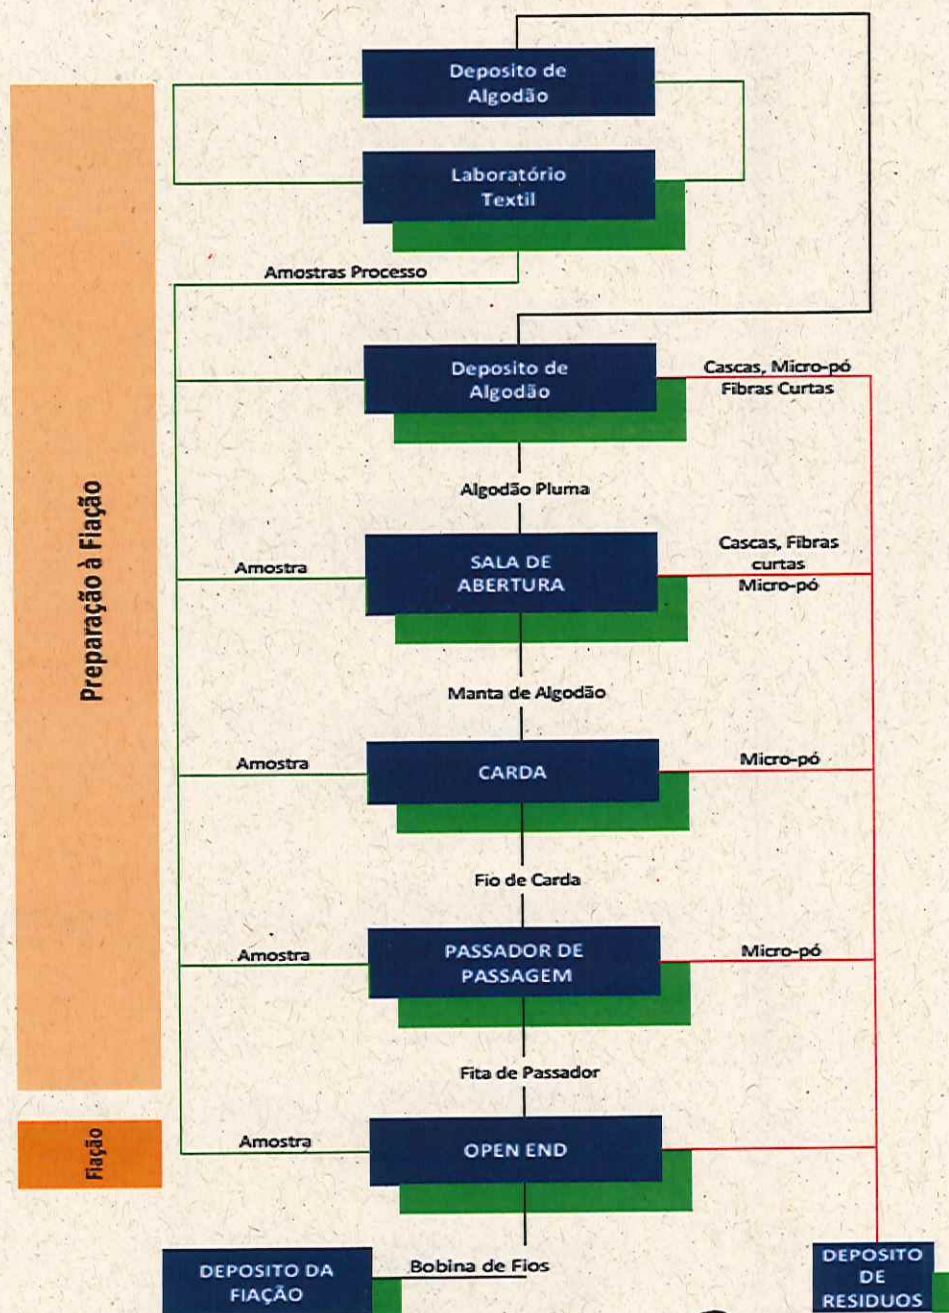 Deposito de
Algodão
Laboratório
Textil
Amostras Processo
Deposito de
Algodão
Cascas, Micro-pó
Fibras Curtas
Algodão Pluma
Preparação à Fiação
Amostra
SALA DE
ABERTURA
Cascas, Fibras
curtas
Micro-pó
Manta de Algodão
Amostra
CARDA
Micro-pó
Fio de Carda
Amostra
PASSADOR DE
PASSAGEM
Micro-pó
Fita de Passador
Fiação
Amostra
OPEN END
DEPOSITO DA
FIAÇÃO
Bobina de Fios
DEPOSITO
DE
RESIDUOS